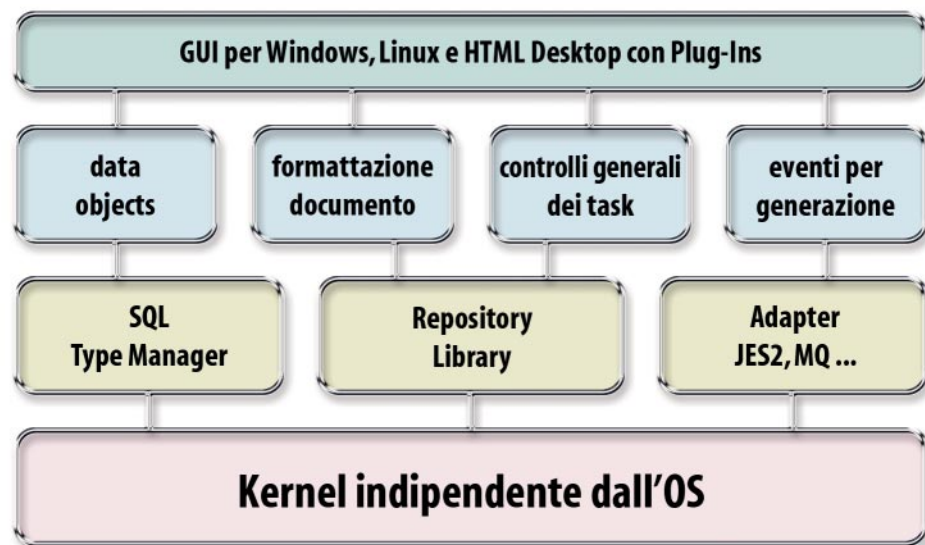 GUI per Windows, Linux e HTML Desktop con Plug-Ins
data
objects
formattazione
documento
controlli generali
dei task
eventi per
generazione
SQL
Type Manager
Repository
Library
Adapter
JES2, MQ ...
Kernel indipendente dall'OS